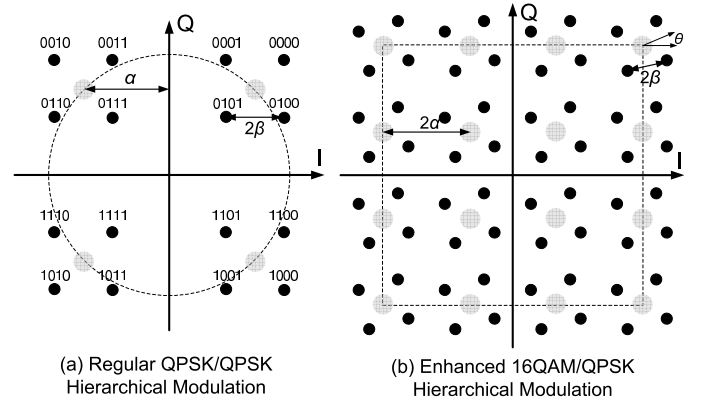 Q
0010 0011 0001 0000
α
0110 0111 0101 0100
2β
I
1110 1111 1101 1100
1010 1011 1001 1000
(a) Regular QPSK/QPSK
Hierarchical Modulation
Q
θ
2β
2α
I
(b) Enhanced 16QAM/QPSK
Hierarchical Modulation